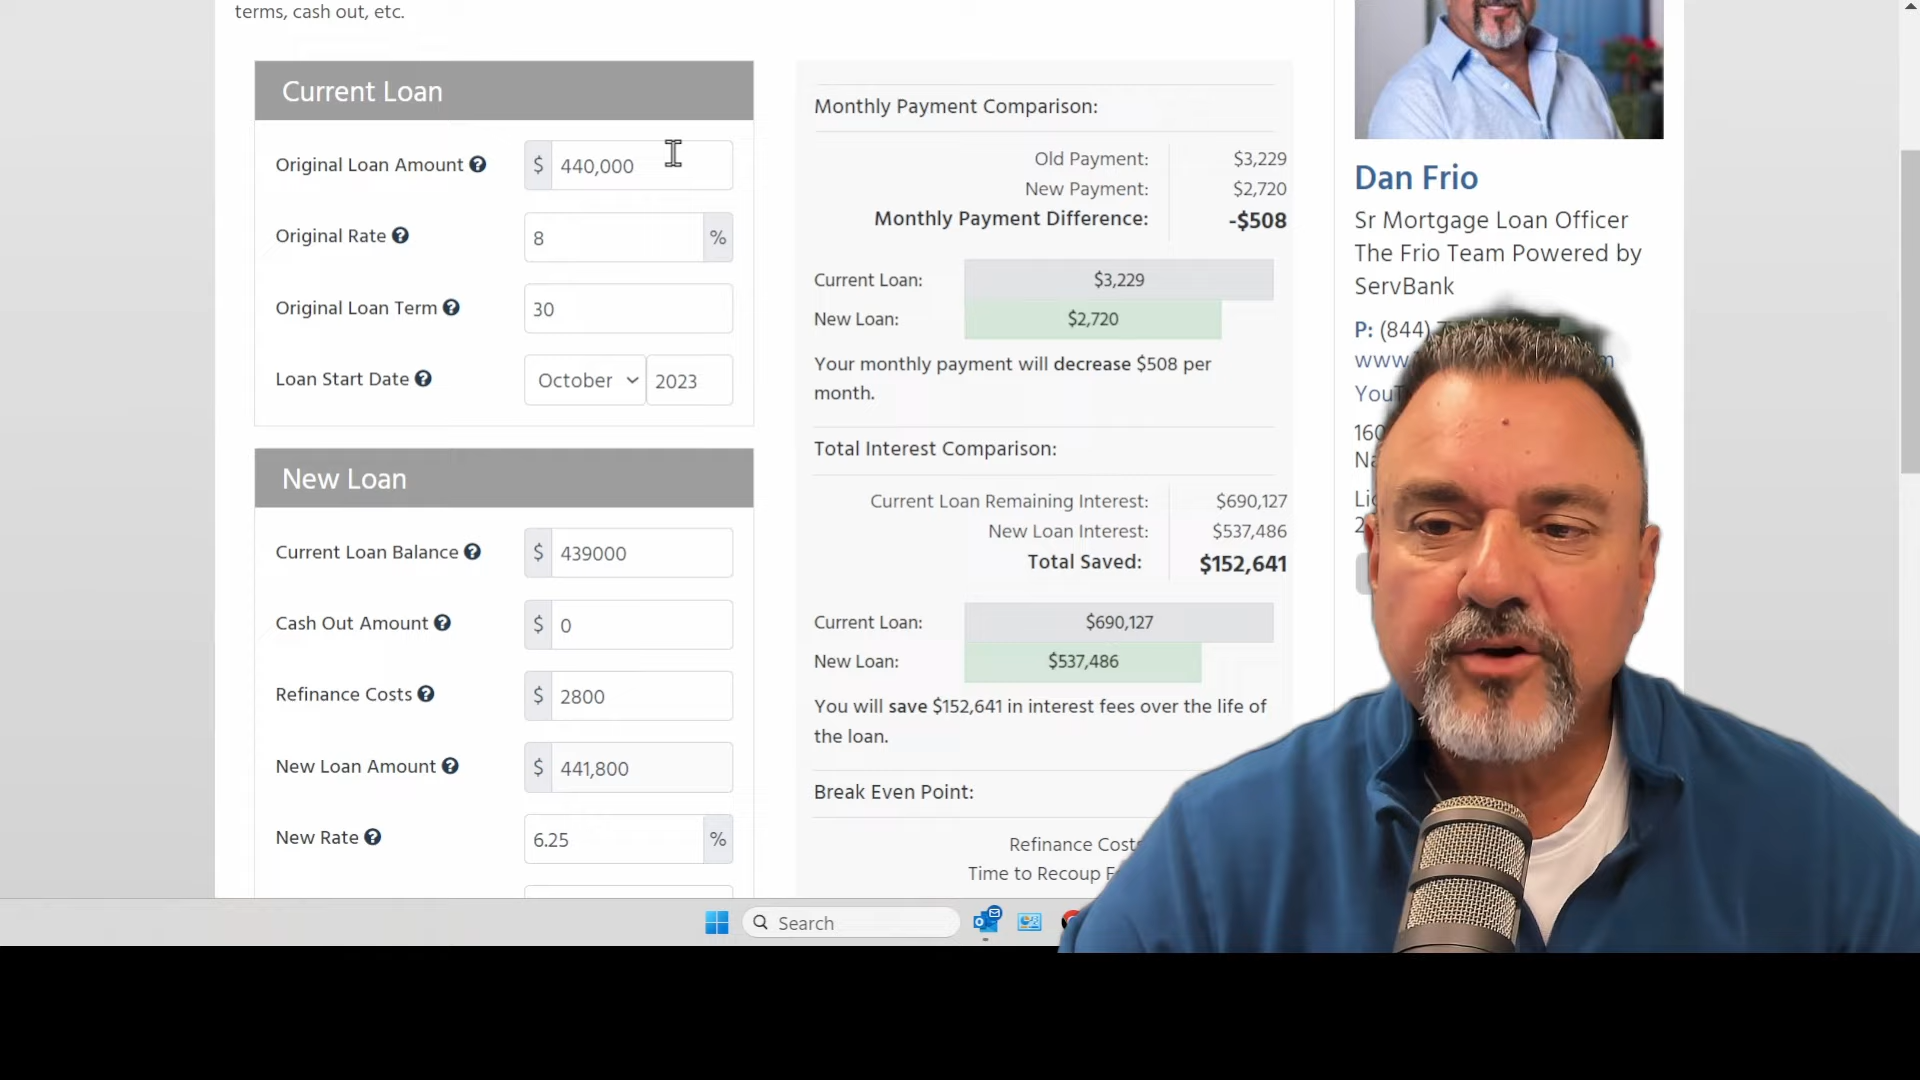 terms, cash out, etc.
Current Loan
Original Loan Amount
$ 440,000
Original Rate
8 %
Original Loan Term
30
Loan Start Date
October 2023
New Loan
Current Loan Balance
$ 439000
Cash Out Amount
$ 0
Refinance Costs
$ 2800
New Loan Amount
$ 441,800
New Rate
6.25 %
Monthly Payment Comparison:
Old Payment: $3,229
New Payment: $2,720
Monthly Payment Difference: -$508
Current Loan: $3,229
New Loan: $2,720
Your monthly payment will decrease $508 per
month.
Total Interest Comparison:
Current Loan Remaining Interest: $690,127
New Loan Interest: $537,486
Total Saved: $152,641
Current Loan: $690,127
New Loan: $537,486
You will save $152,641 in interest fees over the life of
the loan.
Break Even Point:
Refinance Costs
Time to Recoup
Dan Frio
Sr Mortgage Loan Officer
The Frio Team Powered by
ServBank
P: (844)
www.
160
Search